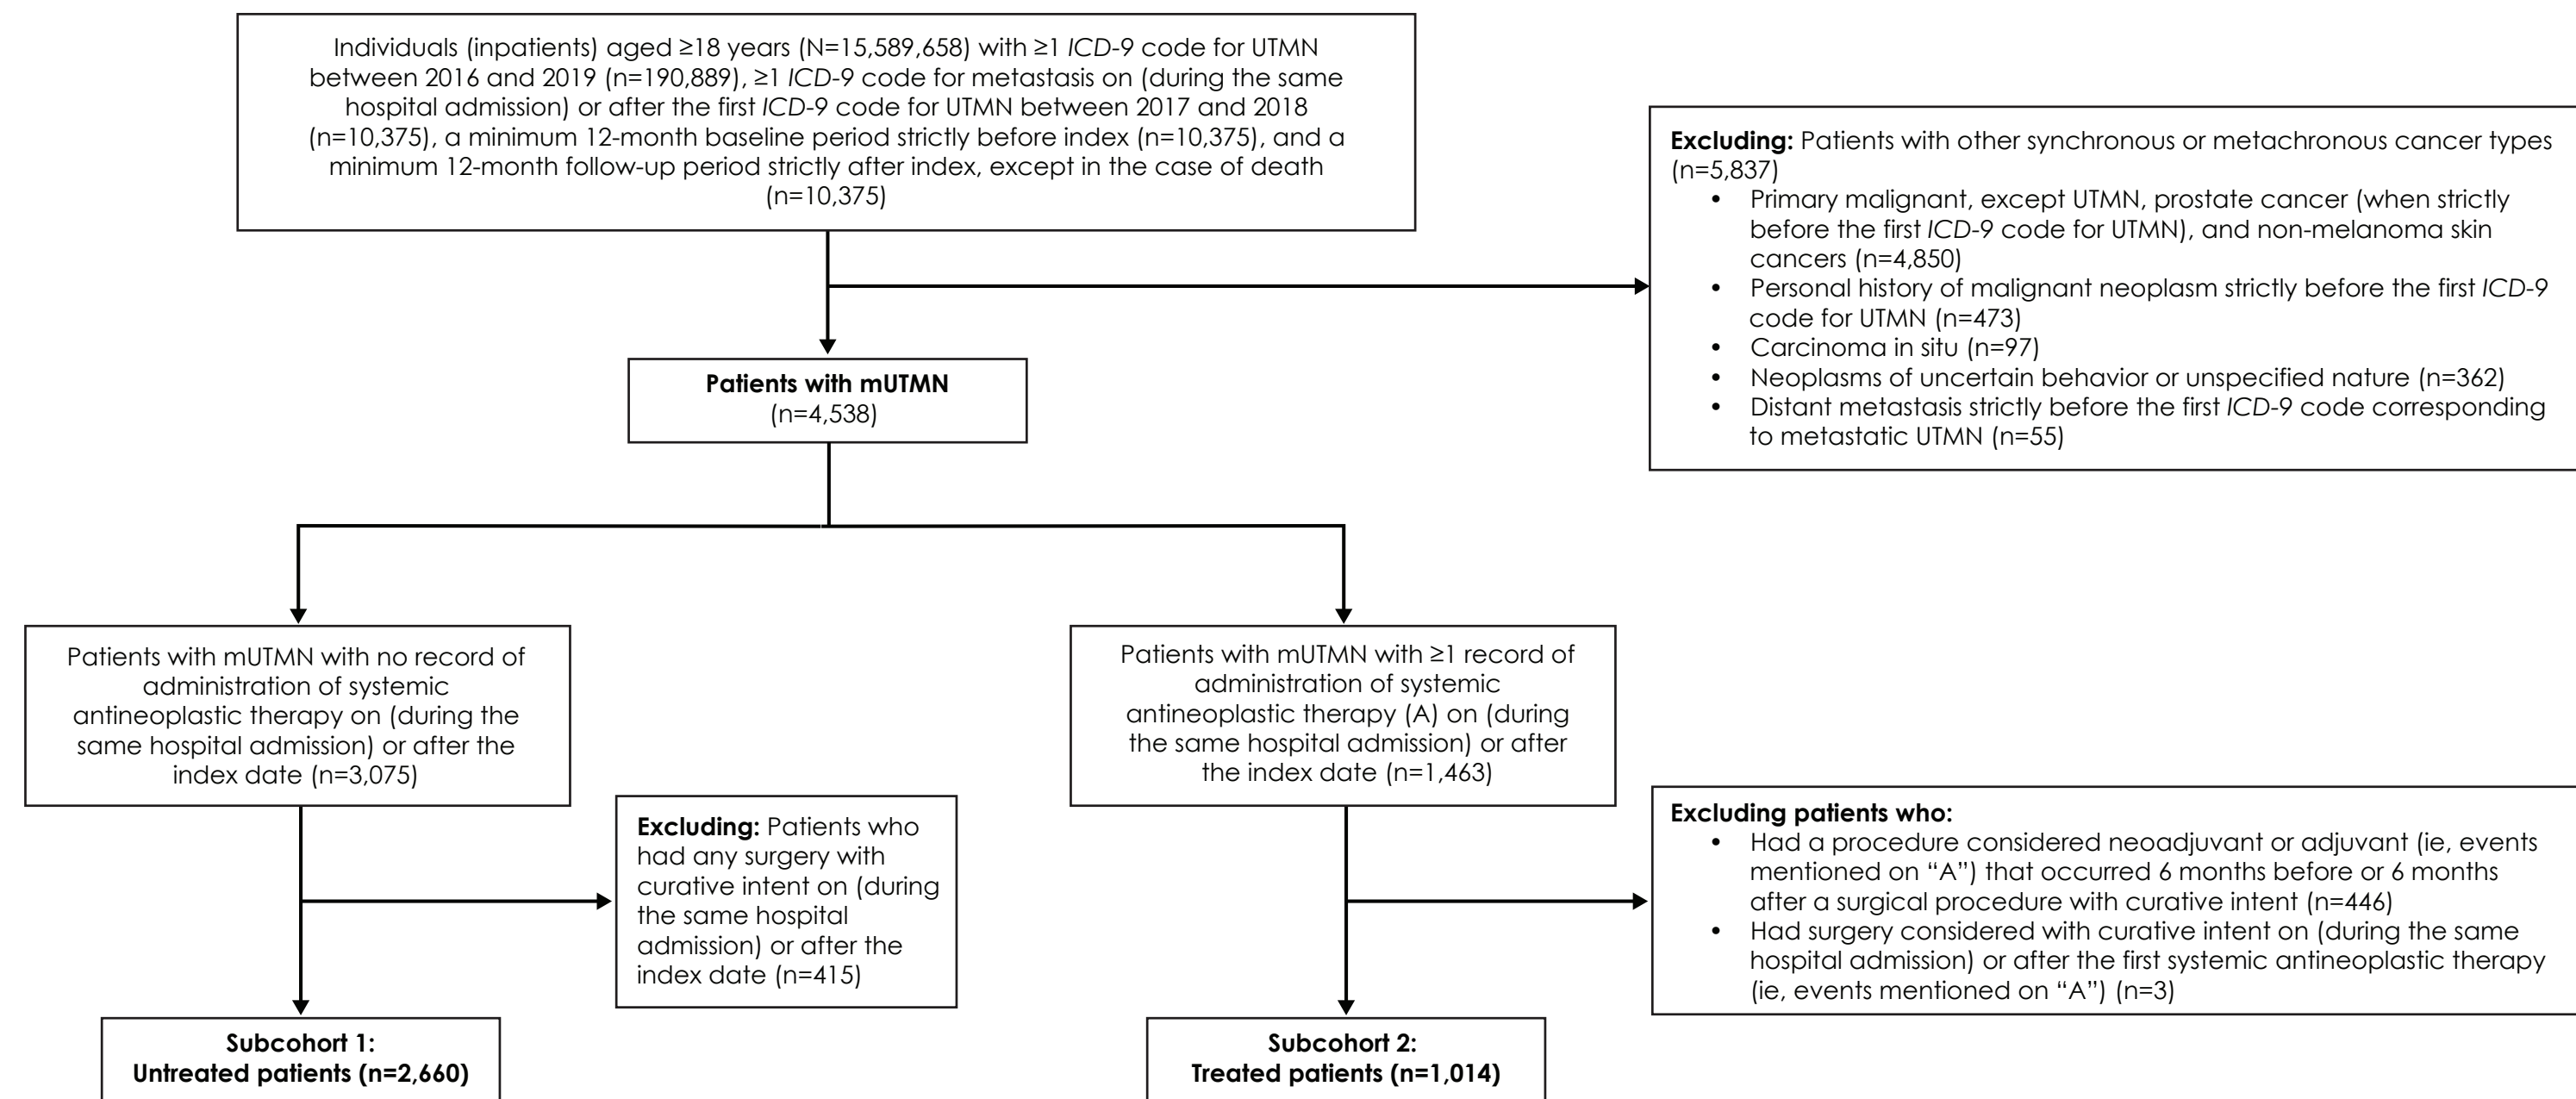 Individuals (inpatients) aged ≥18 years (N=15,589,658) with ≥1 ICD-9 code for UTMN
between 2016 and 2019 (n=190,889), ≥1 ICD-9 code for metastasis on (during the same
hospital admission) or after the first ICD-9 code for UTMN between 2017 and 2018
(n=10,375), a minimum 12-month baseline period strictly before index (n=10,375), and a
minimum 12-month follow-up period strictly after index, except in the case of death
(n=10,375)
Excluding: Patients with other synchronous or metachronous cancer types
(n=5,837)
• Primary malignant, except UTMN, prostate cancer (when strictly
before the first ICD-9 code for UTMN), and non-melanoma skin
cancers (n=4,850)
• Personal history of malignant neoplasm strictly before the first ICD-9
code for UTMN (n=473)
• Carcinoma in situ (n=97)
• Neoplasms of uncertain behavior or unspecified nature (n=362)
• Distant metastasis strictly before the first ICD-9 code corresponding
to metastatic UTMN (n=55)
Patients with mUTMN
(n=4,538)
Patients with mUTMN with no record of
administration of systemic
antineoplastic therapy on (during the
same hospital admission) or after the
index date (n=3,075)
Patients with mUTMN with ≥1 record of
administration of systemic
antineoplastic therapy (A) on (during
the same hospital admission) or after
the index date (n=1,463)
Excluding: Patients who
had any surgery with
curative intent on (during
the same hospital
admission) or after the
index date (n=415)
Excluding patients who:
• Had a procedure considered neoadjuvant or adjuvant (ie, events
mentioned on “A”) that occurred 6 months before or 6 months
after a surgical procedure with curative intent (n=446)
• Had surgery considered with curative intent on (during the same
hospital admission) or after the first systemic antineoplastic therapy
(ie, events mentioned on “A”) (n=3)
Subcohort 1:
Untreated patients (n=2,660)
Subcohort 2:
Treated patients (n=1,014)